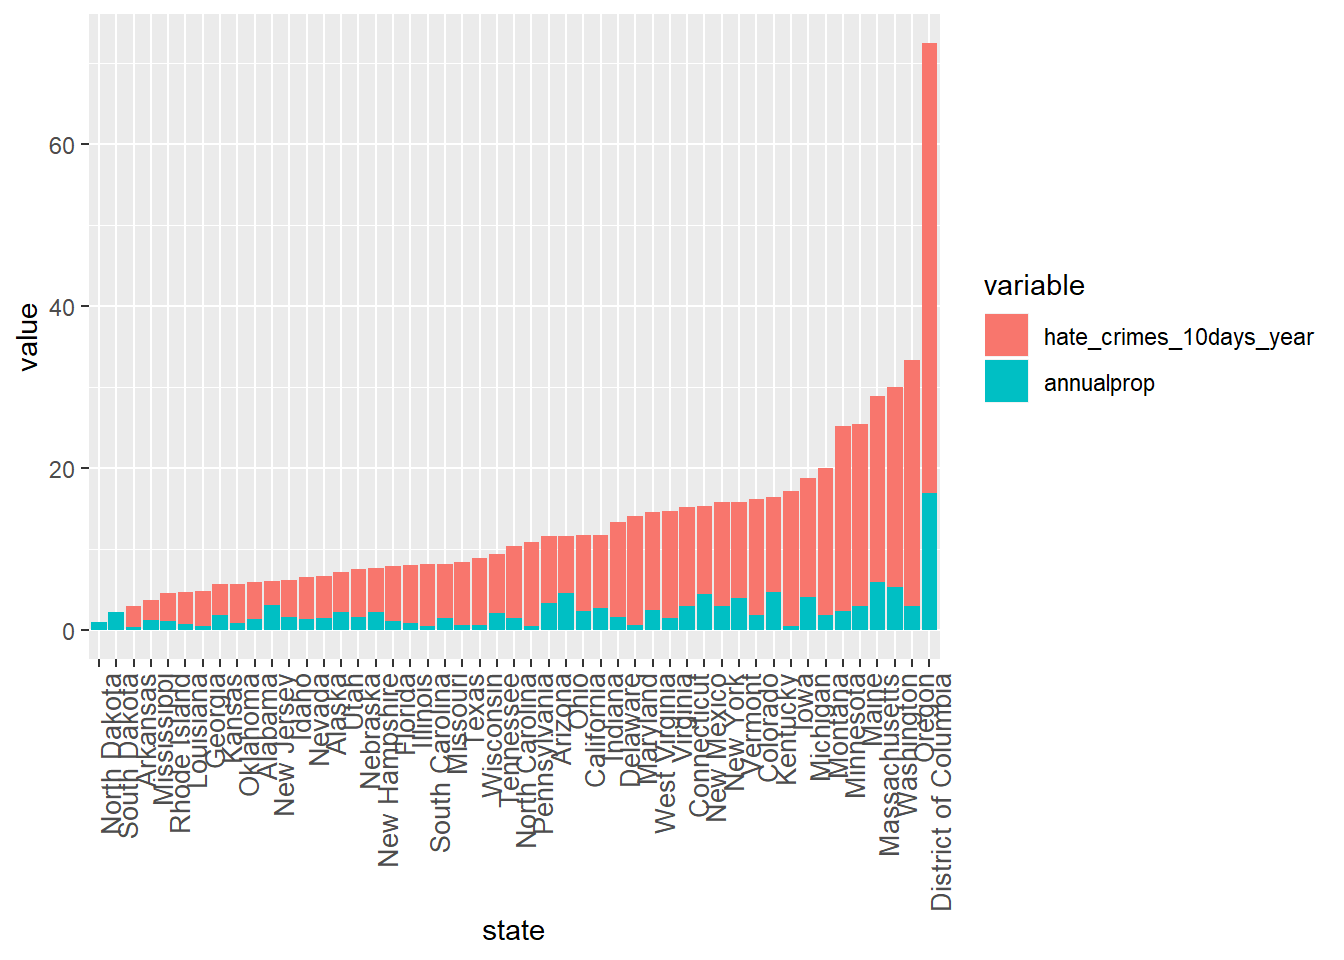 value
60
40
20
0
North Dakota
South Dakota
Arkansas
Mississippi
Rhode Island
Louisiana
Georgia
Kansas
Oklahoma
Alabama
New Jersey
Idaho
Nevada
Alaska
Utah
Nebraska
New Hampshire
Florida
Illinois
South Carolina
Missouri
Texas
Wisconsin
Tennessee
North Carolina
Pennsylvania
Arizona
Ohio
California
Indiana
Delaware
Maryland
West Virginia
Virginia
Connecticut
New Mexico
New York
Vermont
Colorado
Kentucky
Iowa
Michigan
Montana
Minnesota
Maine
Massachusetts
Washington
Oregon
District of Columbia
state
variable
hate_crimes_10days_year
annualprop